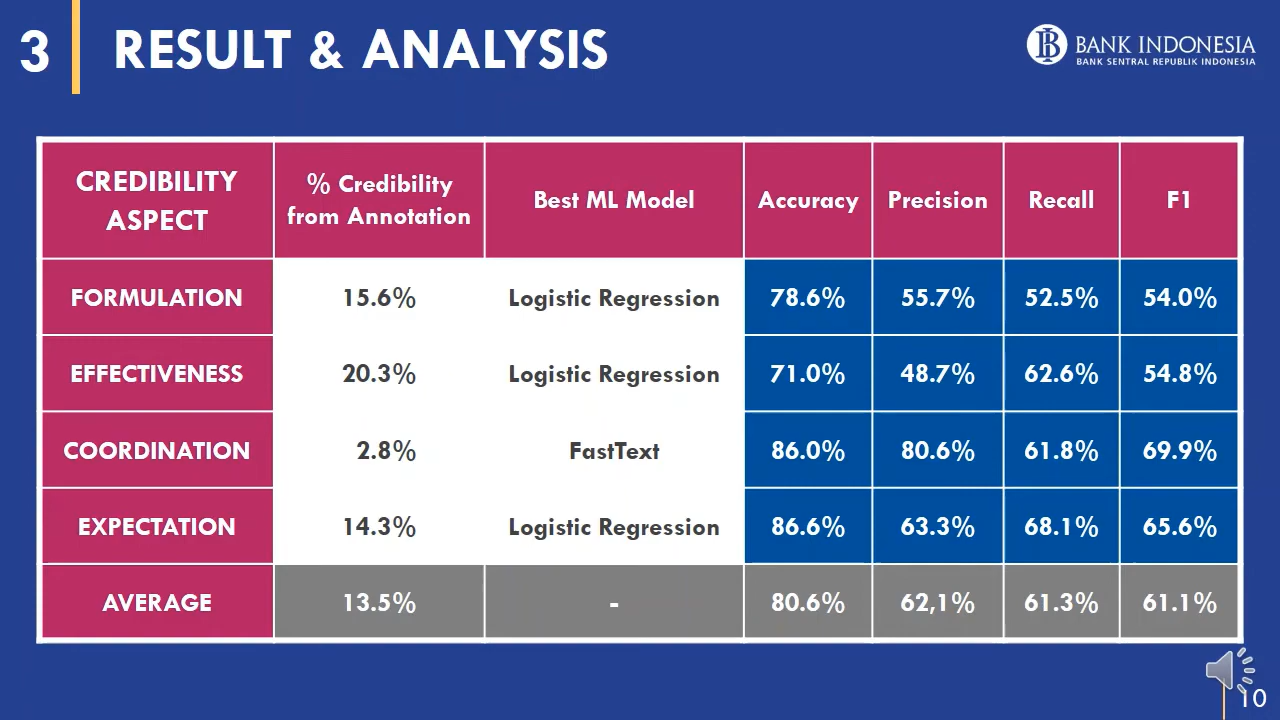 3
RESULT & ANALYSIS
BANK INDONESIA
BANK SENTRAL REPUBLIK INDONESIA
CREDIBILITY
ASPECT
% Credibility
from Annotation
Best ML Model
Accuracy
Precision
Recall
F1
FORMULATION 15.6% Logistic Regression 78.6% 55.7% 52.5% 54.0%
EFFECTIVENESS 20.3% Logistic Regression 71.0% 48.7% 62.6% 54.8%
COORDINATION 2.8% FastText 86.0% 80.6% 61.8% 69.9%
EXPECTATION 14.3% Logistic Regression 86.6% 63.3% 68.1% 65.6%
AVERAGE 13.5% - 80.6% 62,1% 61.3% 61.1%
10